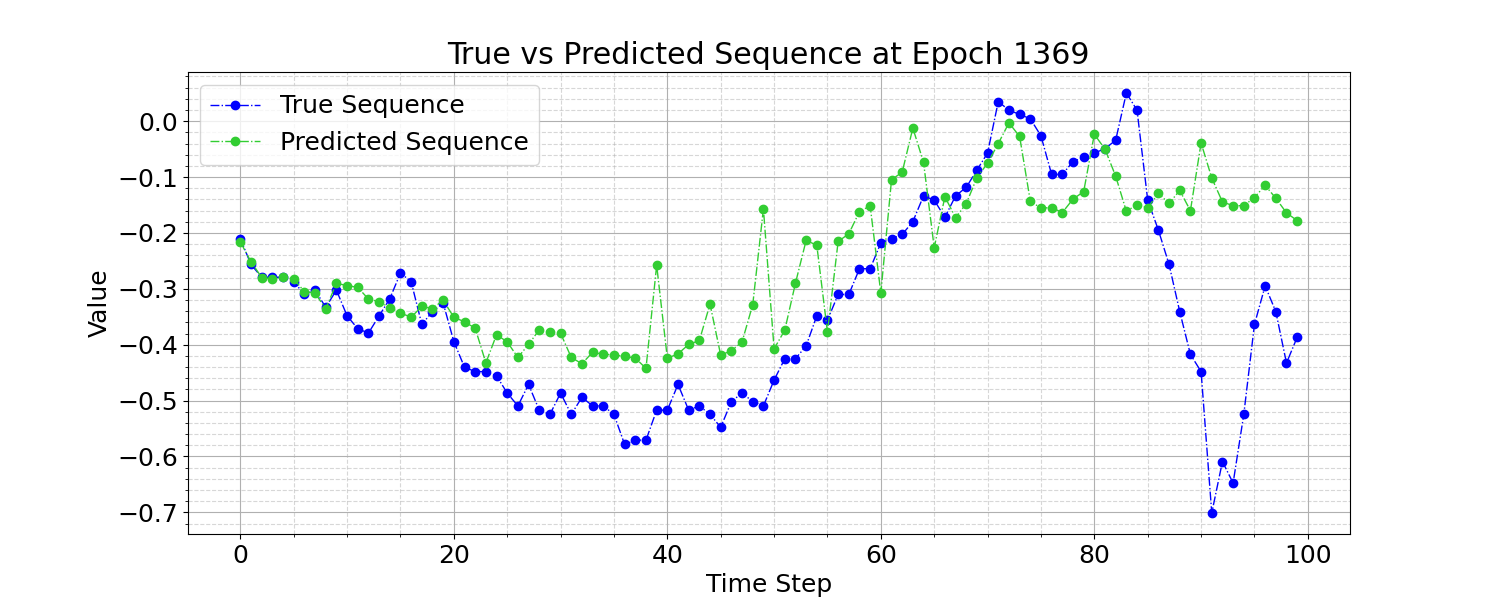 True vs Predicted Sequence at Epoch 1369
True Sequence
Predicted Sequence
0.0
−0.1
−0.2
−0.3
−0.4
−0.5
−0.6
−0.7
Value
0 20 40 60 80 100
Time Step